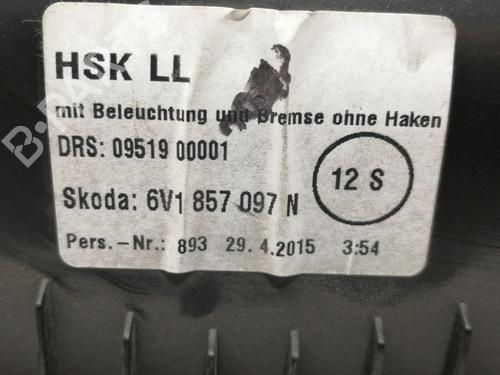 HSK LL
mit Beleuchtung und Bremse ohne Haken
DRS: 09519 00001
12 S
Skoda: 6V1 857 097 N
Pers.-Nr.: 893 29. 4.2015 3:54